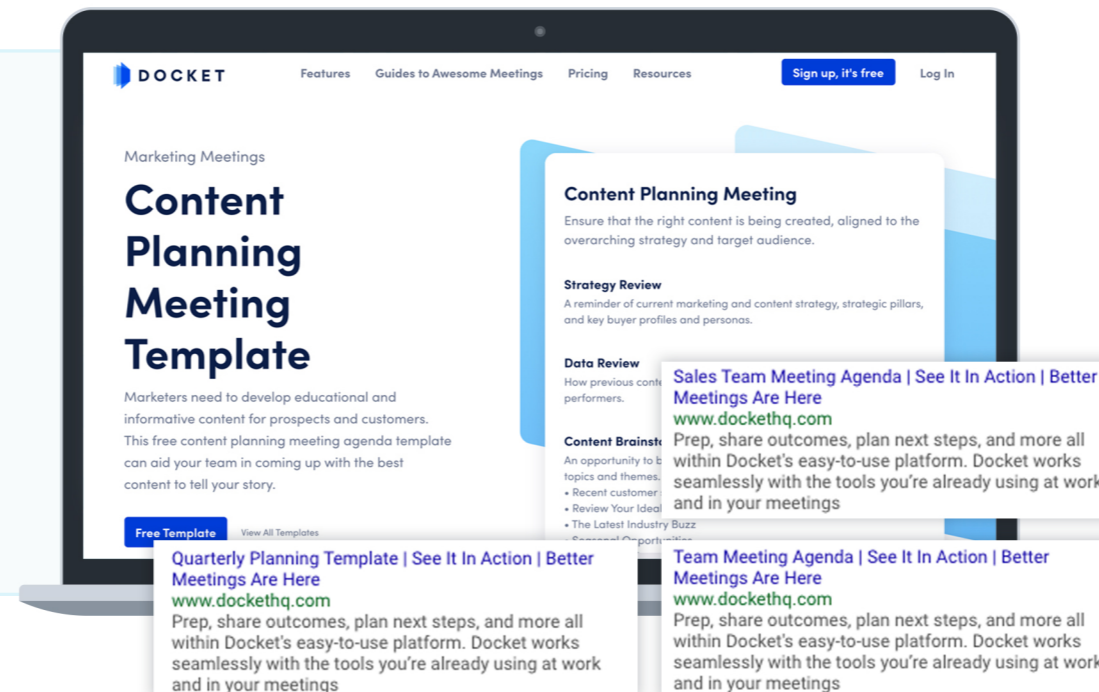 DOCKET
Features
Guides to Awesome Meetings
Pricing
Resources
Sign up, it's free
Log In
Marketing Meetings
Content
Planning
Meeting
Template
Marketers need to develop educational and
informative content for prospects and customers.
This free content planning meeting agenda template
can aid your team in coming up with the best
content to tell your story.
Free Template
View All Templates
Content Planning Meeting
Ensure that the right content is being created, aligned to the
overarching strategy and target audience.
Strategy Review
A reminder of current marketing and content strategy, strategic pillars,
and key buyer profiles and personas.
Data Review
How previous
performers.
Content
An opportunity to
topics and themes.
• Recent customer
• Review Your Ideal
• The Latest Industry Buzz
Sales Team Meeting Agenda | See It In Action | Better
Meetings Are Here
www.dockethq.com
Prep, share outcomes, plan next steps, and more all
within Docket's easy-to-use platform. Docket works
seamlessly with the tools you're already using at work
and in your meetings
Quarterly Planning Template | See It In Action | Better
Meetings Are Here
www.dockethq.com
Prep, share outcomes, plan next steps, and more all
within Docket's easy-to-use platform. Docket works
seamlessly with the tools you're already using at work
and in your meetings
Team Meeting Agenda | See It In Action | Better
Meetings Are Here
www.dockethq.com
Prep, share outcomes, plan next steps, and more all
within Docket's easy-to-use platform. Docket works
seamlessly with the tools you're already using at work
and in your meetings